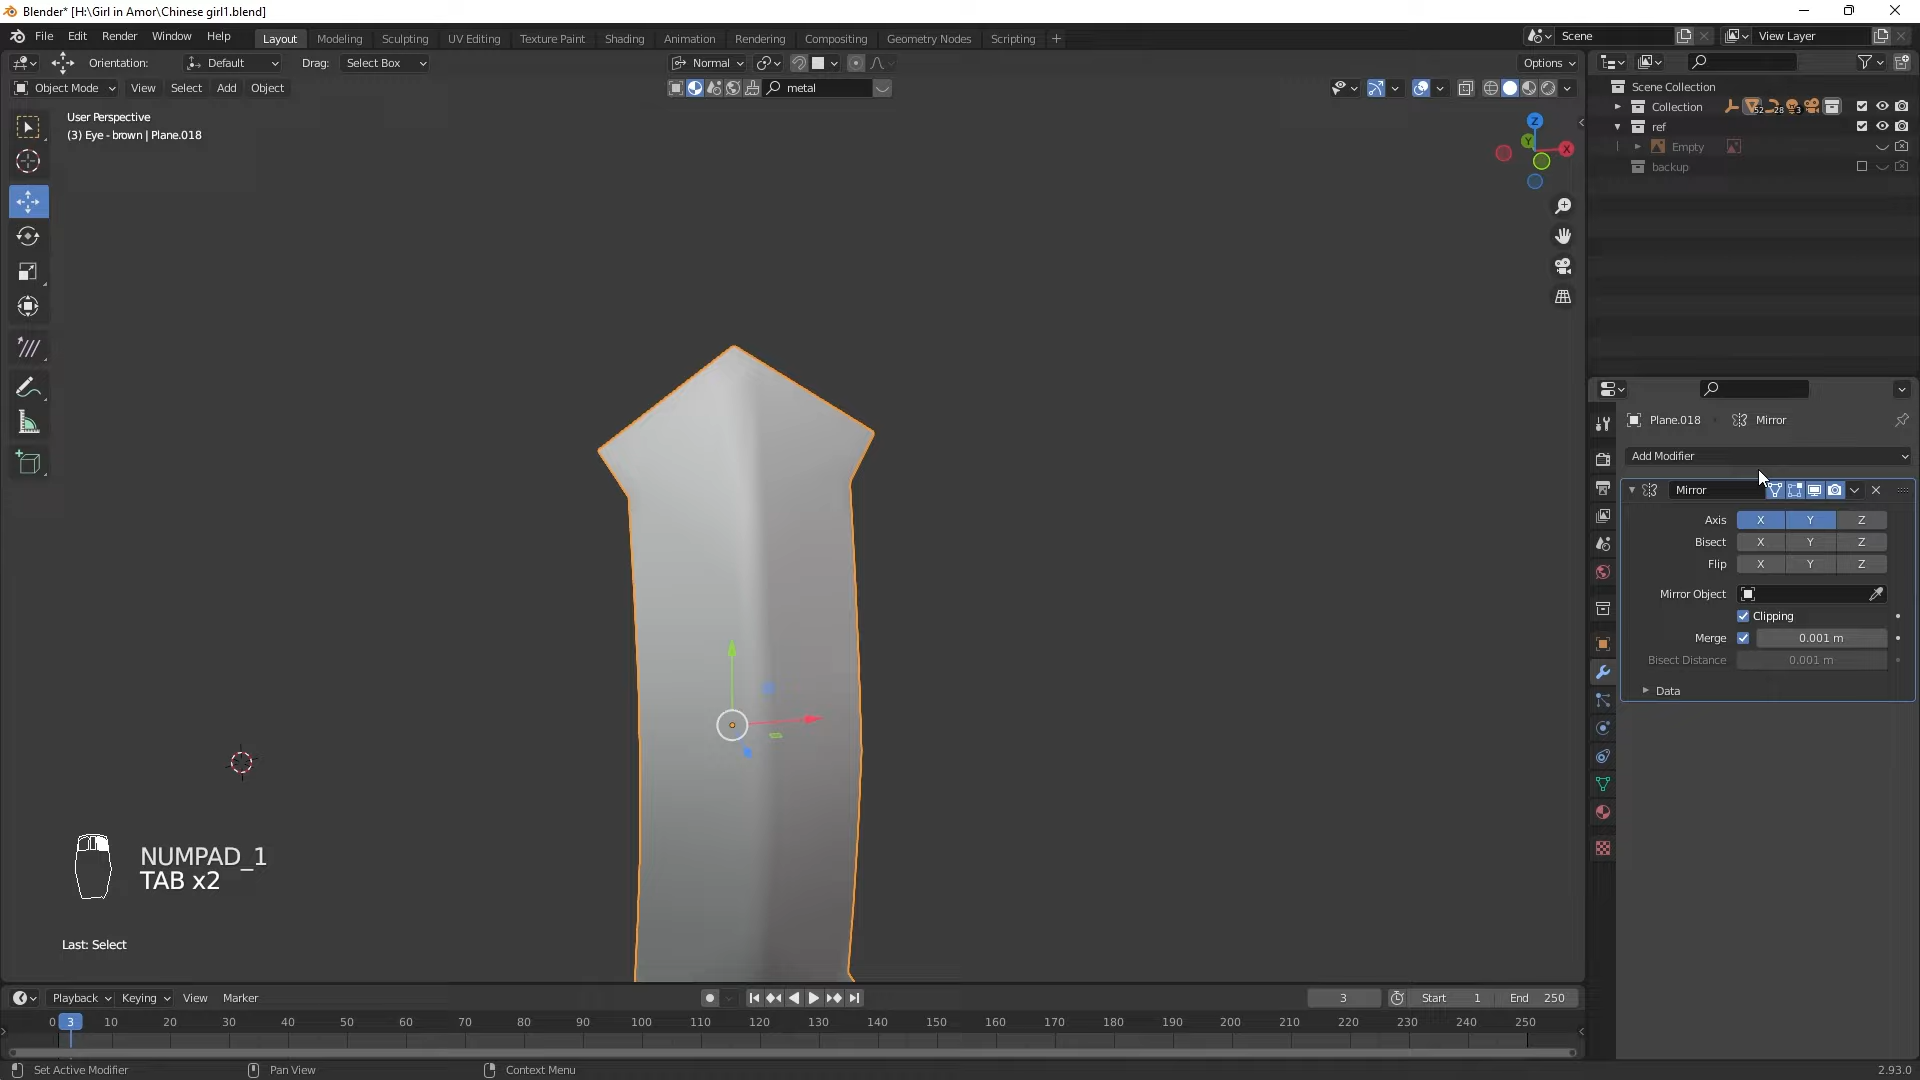 Blender* [H:\Girl in Amor\Chinese girl1.blend]
File Edit Render Window Help Layout Modeling Sculpting UV Editing Texture Paint Shading Animation Rendering Compositing Geometry Nodes Scripting + Scene View Layer
Orientation: Default Drag: Select Box Normal Options
Object Mode View Select Add Object metal
User Perspective
(3) Eye - brown | Plane.018
Z
Y
X
Scene Collection
Collection 52 28 3
ref
Empty
backup
Plane.018 Mirror
Add Modifier
Mirror
Axis X Y Z
Bisect X Y Z
Flip X Y Z
Mirror Object
Clipping
Merge 0.001 m
Bisect Distance 0.001 m
Data
NUMPAD_1
TAB x2
Last: Select
Playback Keying View Marker 3 Start 1 End 250
0 3 10 20 30 40 50 60 70 80 90 100 110 120 130 140 150 160 170 180 190 200 210 220 230 240 250
Set Active Modifier Pan View Context Menu 2.93.0